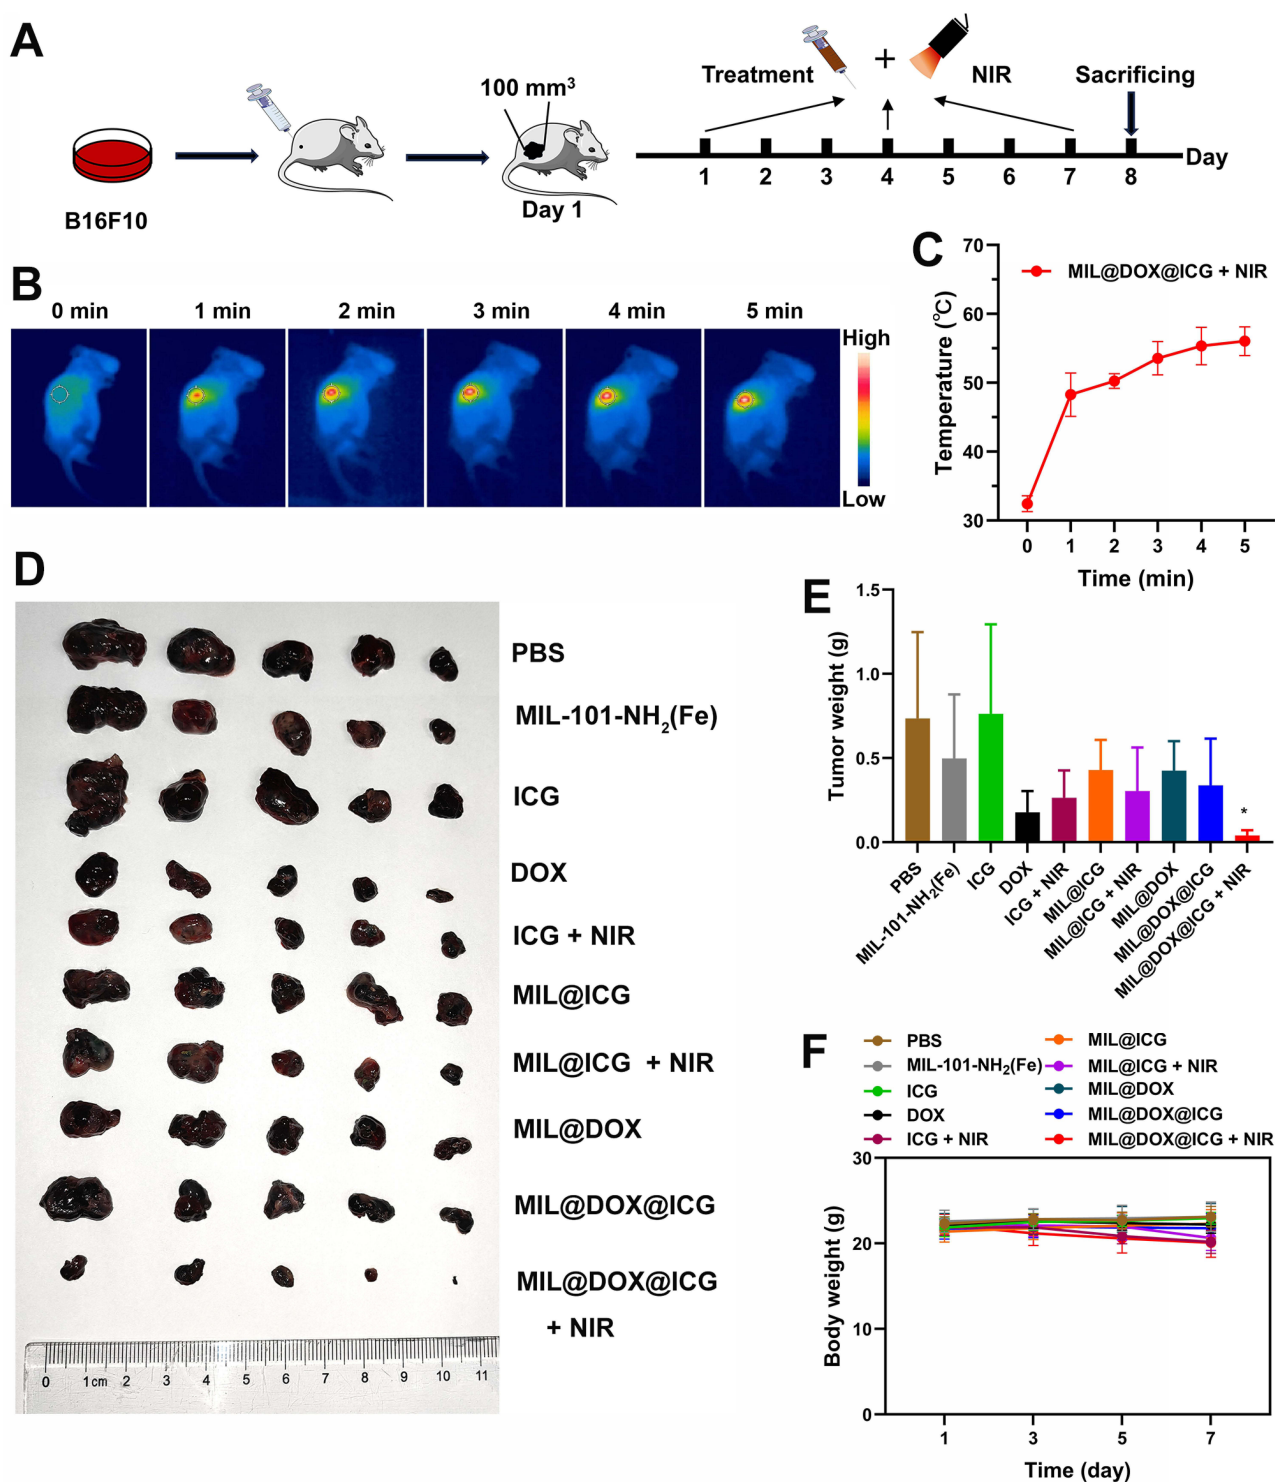 A
100 mm³
Treatment + NIR Sacrificing
B16F10
Day 1
1 2 3 4 5 6 7 8 Day
B
0 min 1 min 2 min 3 min 4 min 5 min
High
Low
C
MIL@DOX@ICG + NIR
Temperature (°C)
70
60
50
40
30
0 1 2 3 4 5
Time (min)
D
PBS
MIL-101-NH₂(Fe)
ICG
DOX
ICG + NIR
MIL@ICG
MIL@ICG + NIR
MIL@DOX
MIL@DOX@ICG
MIL@DOX@ICG
+ NIR
0 1cm 2 3 4 5 6 7 8 9 10 11
E
Tumor weight (g)
1.5
1.0
0.5
0.0
*
PBS
MIL-101-NH₂(Fe)
ICG
DOX
ICG + NIR
MIL@ICG
MIL@ICG + NIR
MIL@DOX
MIL@DOX@ICG
MIL@DOX@ICG + NIR
F
PBS
MIL-101-NH₂(Fe)
ICG
DOX
ICG + NIR
MIL@ICG
MIL@ICG + NIR
MIL@DOX
MIL@DOX@ICG
MIL@DOX@ICG + NIR
Body weight (g)
30
20
10
0
1 3 5 7
Time (day)